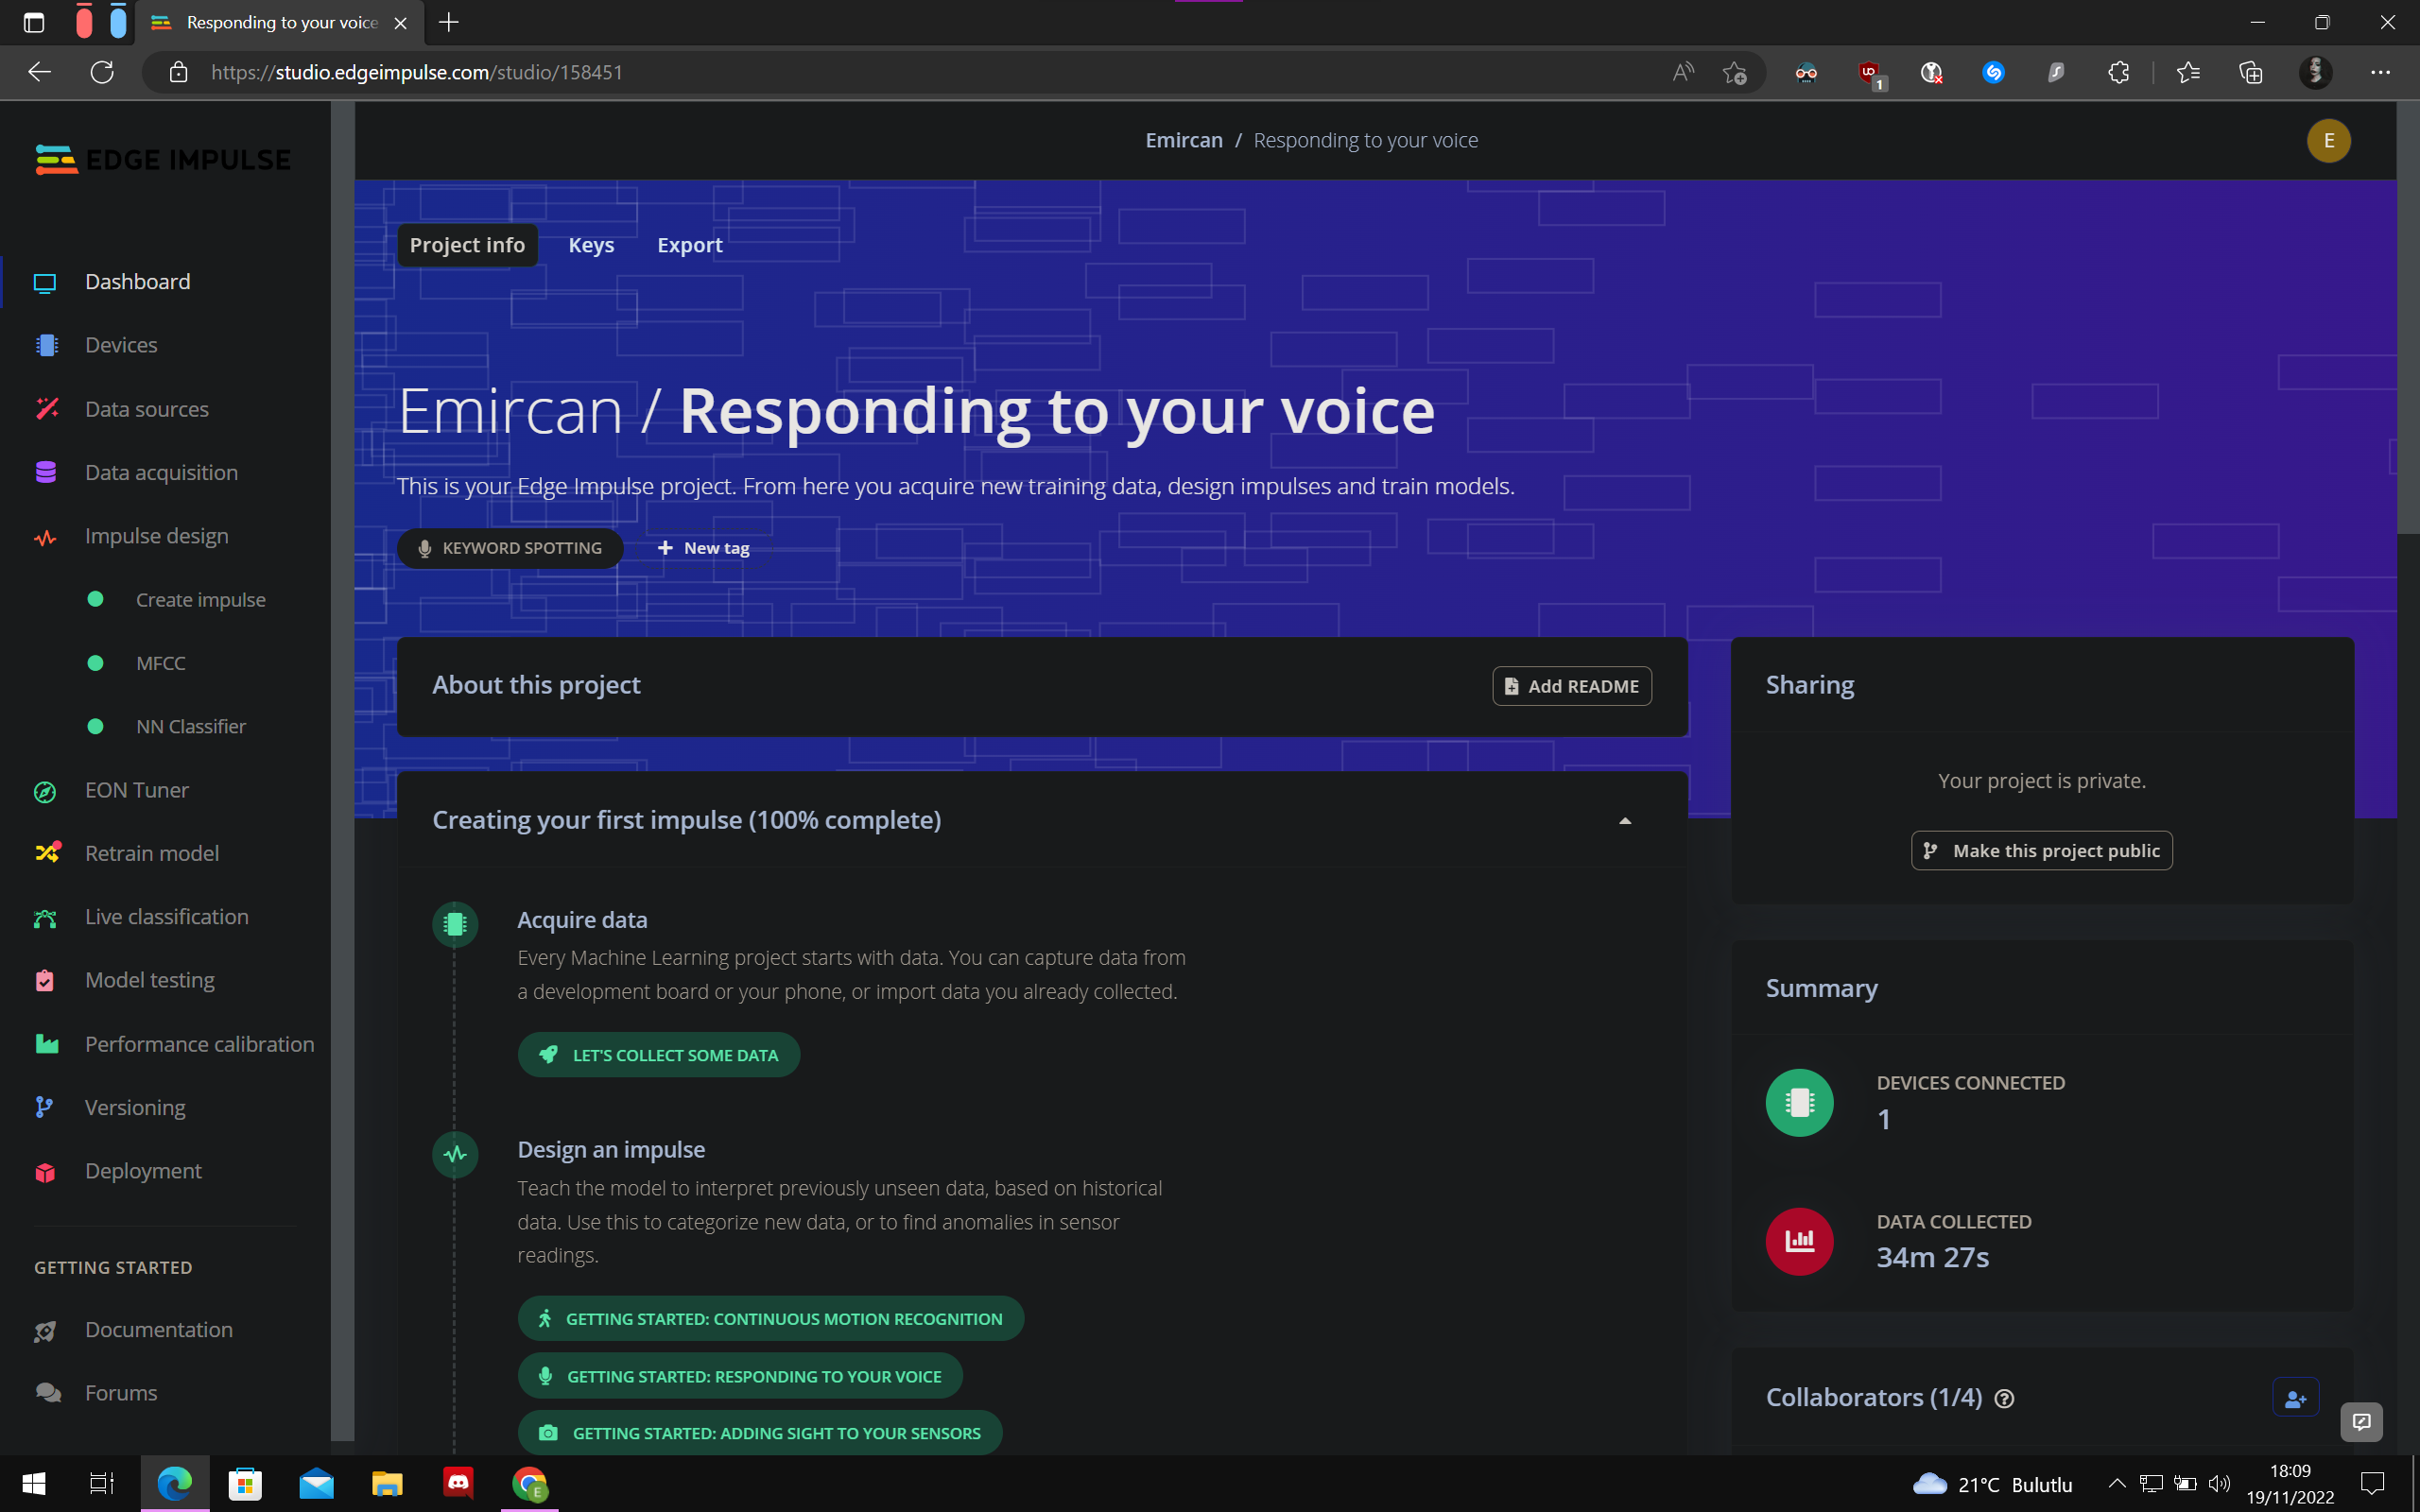 Responding to your voice
https://studio.edgeimpulse.com/studio/158451
1
EDGE IMPULSE
Emircan / Responding to your voice
E
Dashboard
Devices
Data sources
Data acquisition
Impulse design
Create impulse
MFCC
NN Classifier
EON Tuner
Retrain model
Live classification
Model testing
Performance calibration
Versioning
Deployment
GETTING STARTED
Documentation
Forums
Project info Keys Export
Emircan / Responding to your voice
This is your Edge Impulse project. From here you acquire new training data, design impulses and train models.
KEYWORD SPOTTING + New tag
About this project
Add README
Creating your first impulse (100% complete)
Acquire data
Every Machine Learning project starts with data. You can capture data from
a development board or your phone, or import data you already collected.
LET'S COLLECT SOME DATA
Design an impulse
Teach the model to interpret previously unseen data, based on historical
data. Use this to categorize new data, or to find anomalies in sensor
readings.
GETTING STARTED: CONTINUOUS MOTION RECOGNITION
GETTING STARTED: RESPONDING TO YOUR VOICE
GETTING STARTED: ADDING SIGHT TO YOUR SENSORS
Sharing
Your project is private.
Make this project public
Summary
DEVICES CONNECTED
1
DATA COLLECTED
34m 27s
Collaborators (1/4)
E
21°C Bulutlu
18:09
19/11/2022